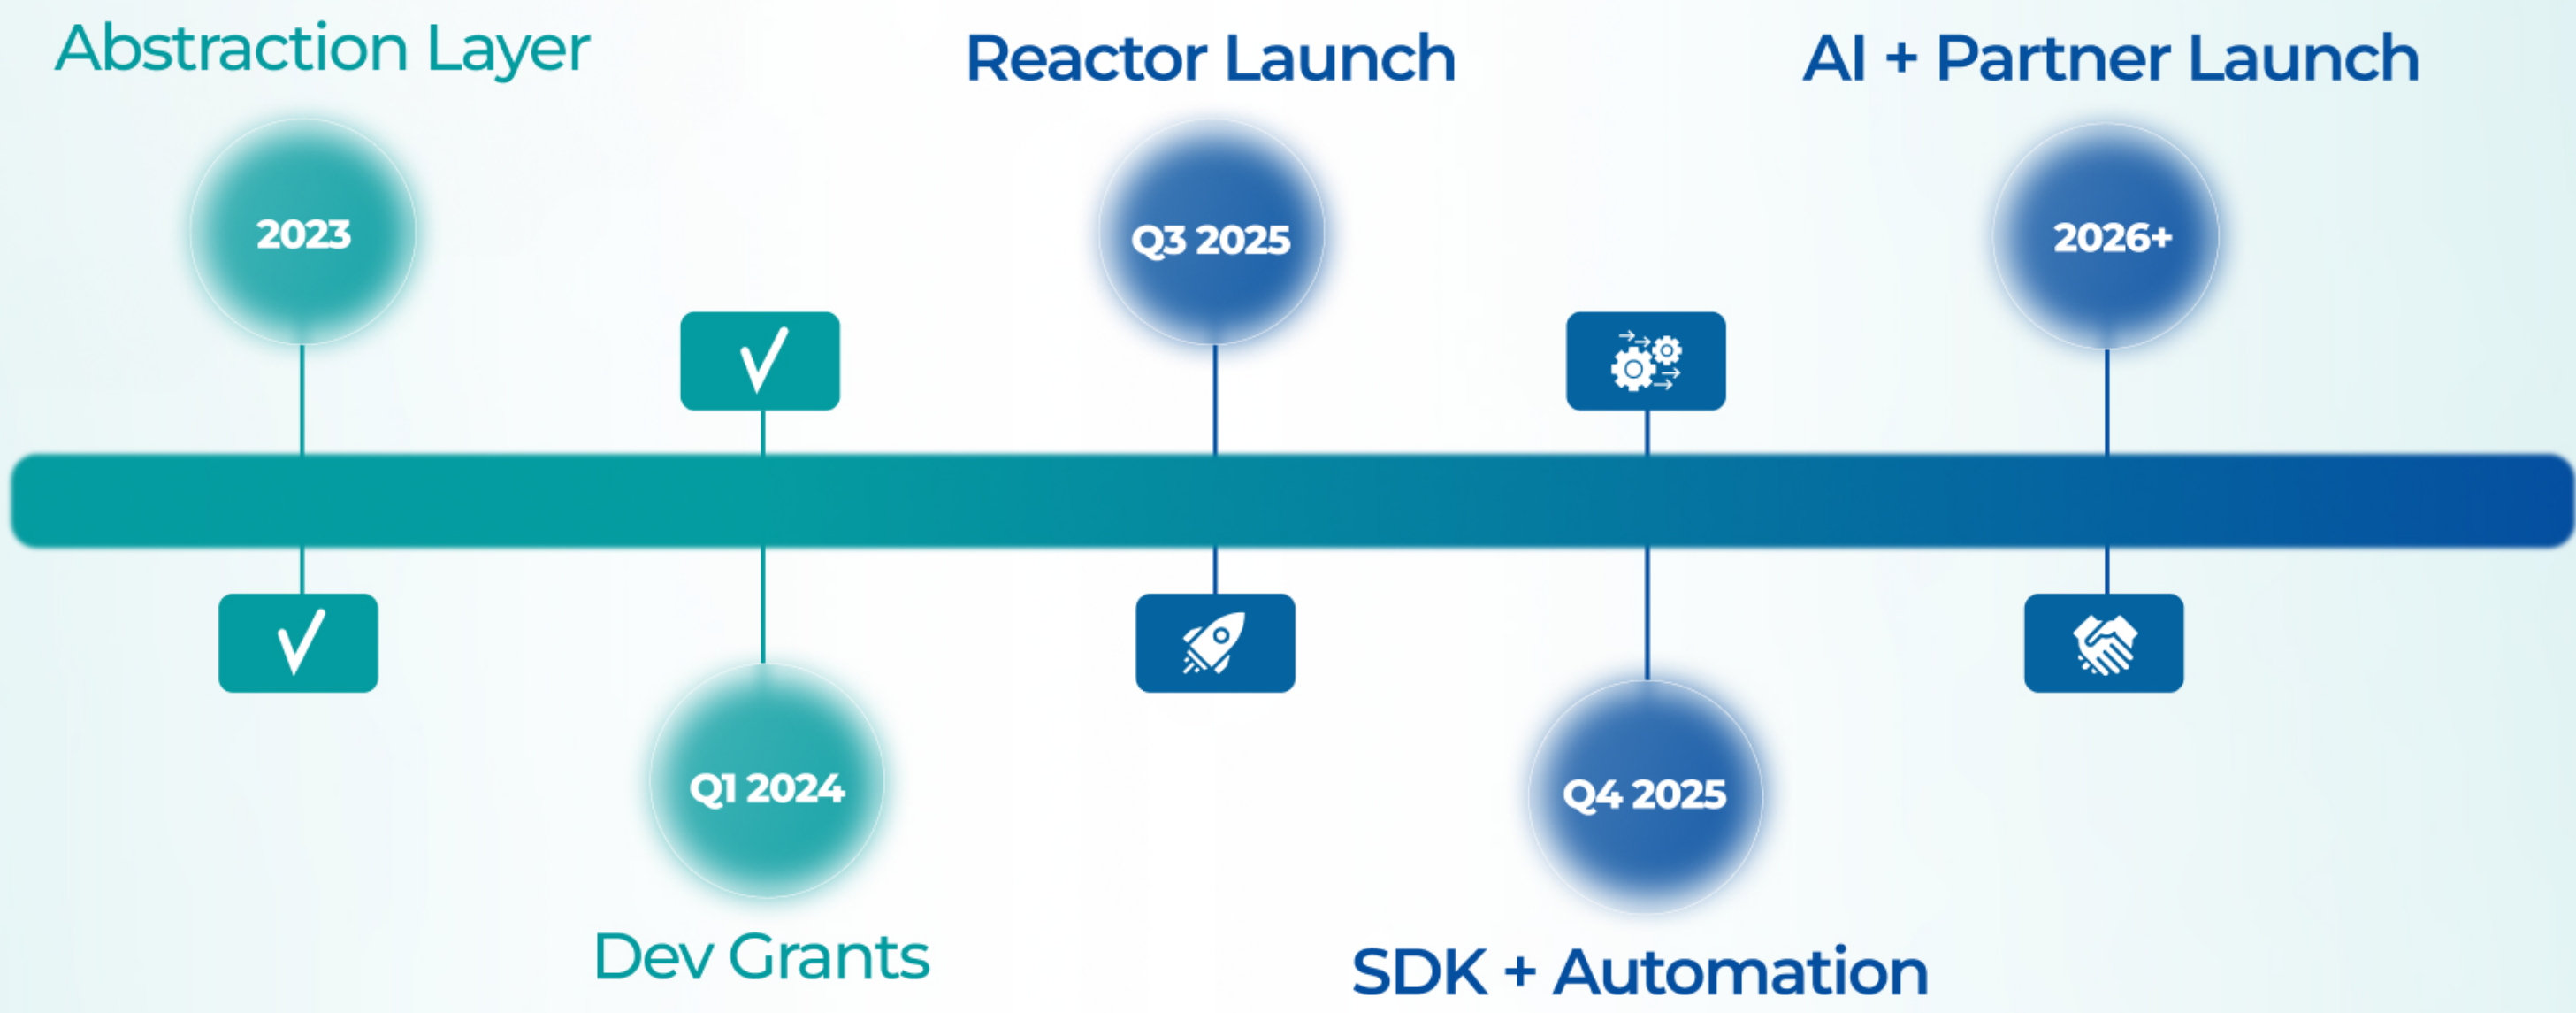 Abstraction Layer
2023
Q1 2024
Dev Grants
Reactor Launch
Q3 2025
Q4 2025
SDK + Automation
AI + Partner Launch
2026+